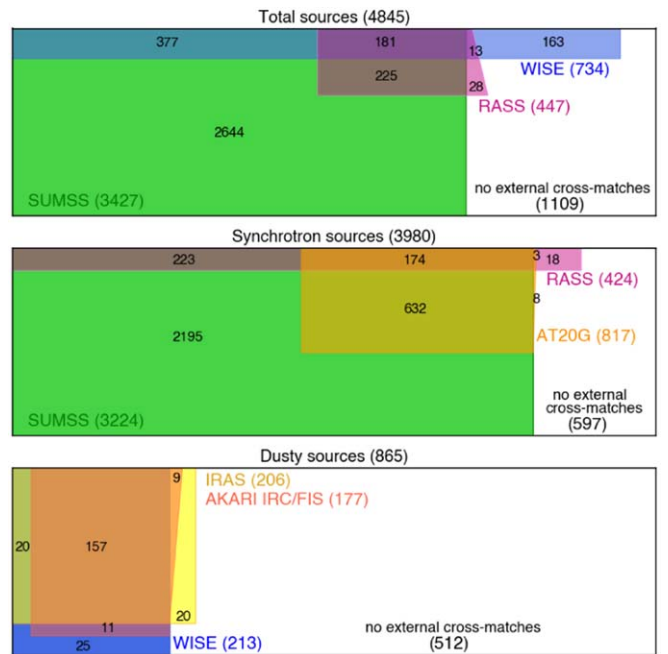 Total sources (4845)
377 181 13 163
WISE (734)
225 28
RASS (447)
2644
no external cross-matches
SUMSS (3427) (1109)
Synchrotron sources (3980)
223 174 3 18
RASS (424)
8
632
2195 AT20G (817)
no external
cross-matches
SUMSS (3224) (597)
Dusty sources (865)
9 IRAS (206)
AKARI IRC/FIS (177)
20 157
20
11 no external cross-matches
25 WISE (213) (512)